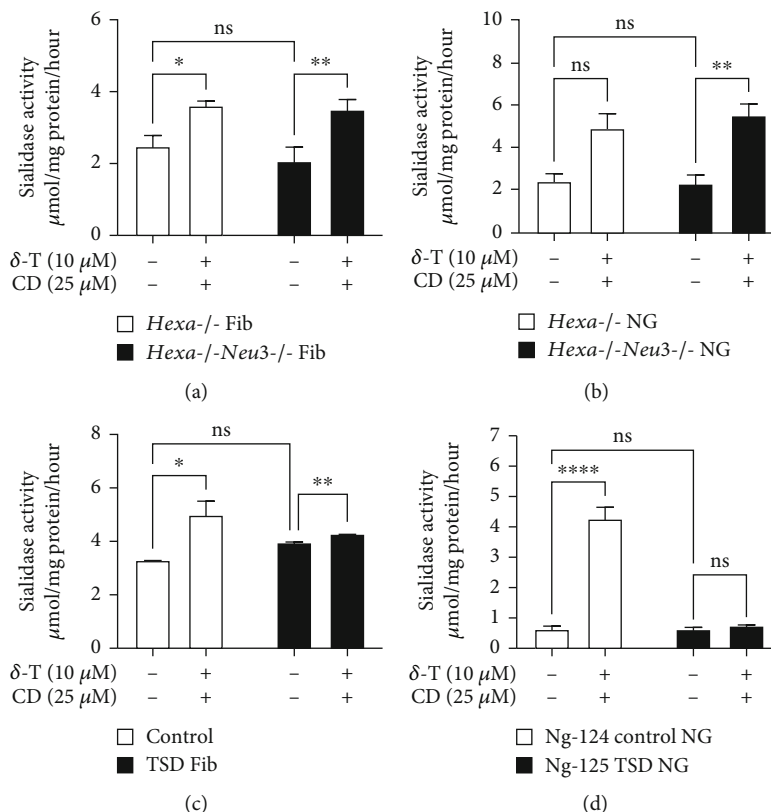 6
4
2
0
Sialidase activity
μmol/mg protein/hour
ns
*
**
δ-T (10 μM) – + – +
CD (25 μM) – + – +
Hexa-/- Fib
Hexa-/-Neu3-/- Fib
(a)
10
8
6
4
2
0
Sialidase activity
μmol/mg protein/hour
ns
ns
**
δ-T (10 μM) – + – +
CD (25 μM) – + – +
Hexa-/- NG
Hexa-/-Neu3-/- NG
(b)
8
6
4
2
0
Sialidase activity
μmol/mg protein/hour
ns
*
**
δ-T (10 μM) – + – +
CD (25 μM) – + – +
Control
TSD Fib
(c)
7
6
5
4
3
2
1
0
Sialidase activity
μmol/mg protein/hour
ns
****
ns
δ-T (10 μM) – + – +
CD (25 μM) – + – +
Ng-124 control NG
Ng-125 TSD NG
(d)